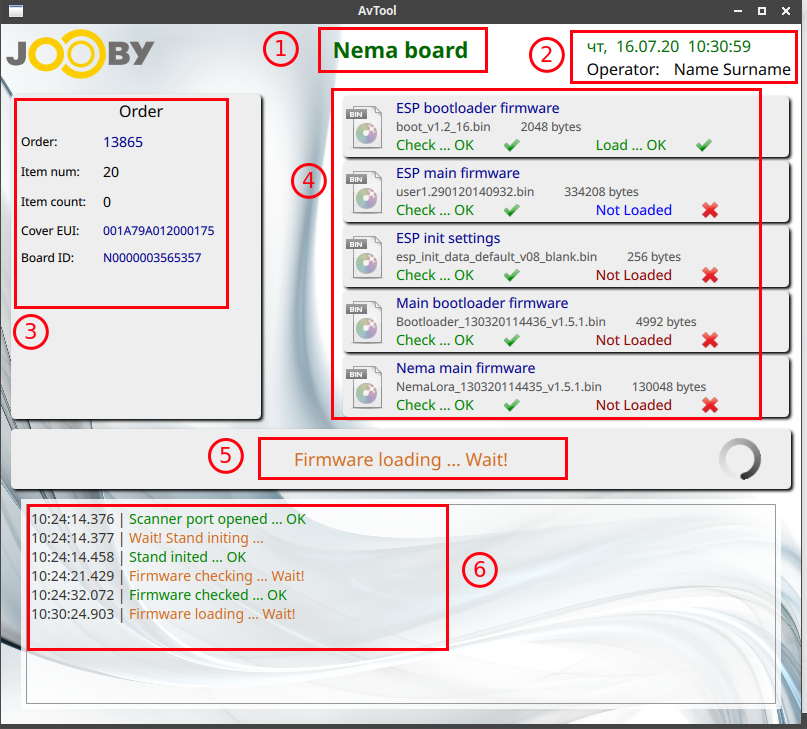 AvTool
JOOBY
1
Nema board
2
чт, 16.07.20 10:30:59
Operator: Name Surname
Order
Order: 13865
Item num: 20
Item count: 0
Cover EUI: 001A79A012000175
Board ID: N0000003565357
3
4
BIN
ESP bootloader firmware
boot_v1.2_16.bin 2048 bytes
Check ... OK Load ... OK
BIN
ESP main firmware
user1.290120140932.bin 334208 bytes
Check ... OK Not Loaded
BIN
ESP init settings
esp_init_data_default_v08_blank.bin 256 bytes
Check ... OK Not Loaded
BIN
Main bootloader firmware
Bootloader_130320114436_v1.5.1.bin 4992 bytes
Check ... OK Not Loaded
BIN
Nema main firmware
NemaLora_130320114435_v1.5.1.bin 130048 bytes
Check ... OK Not Loaded
5
Firmware loading ... Wait!
10:24:14.376 | Scanner port opened ... OK
10:24:14.377 | Wait! Stand initing ...
10:24:14.458 | Stand inited ... OK
10:24:21.429 | Firmware checking ... Wait!
10:24:32.072 | Firmware checked ... OK
10:30:24.903 | Firmware loading ... Wait!
6